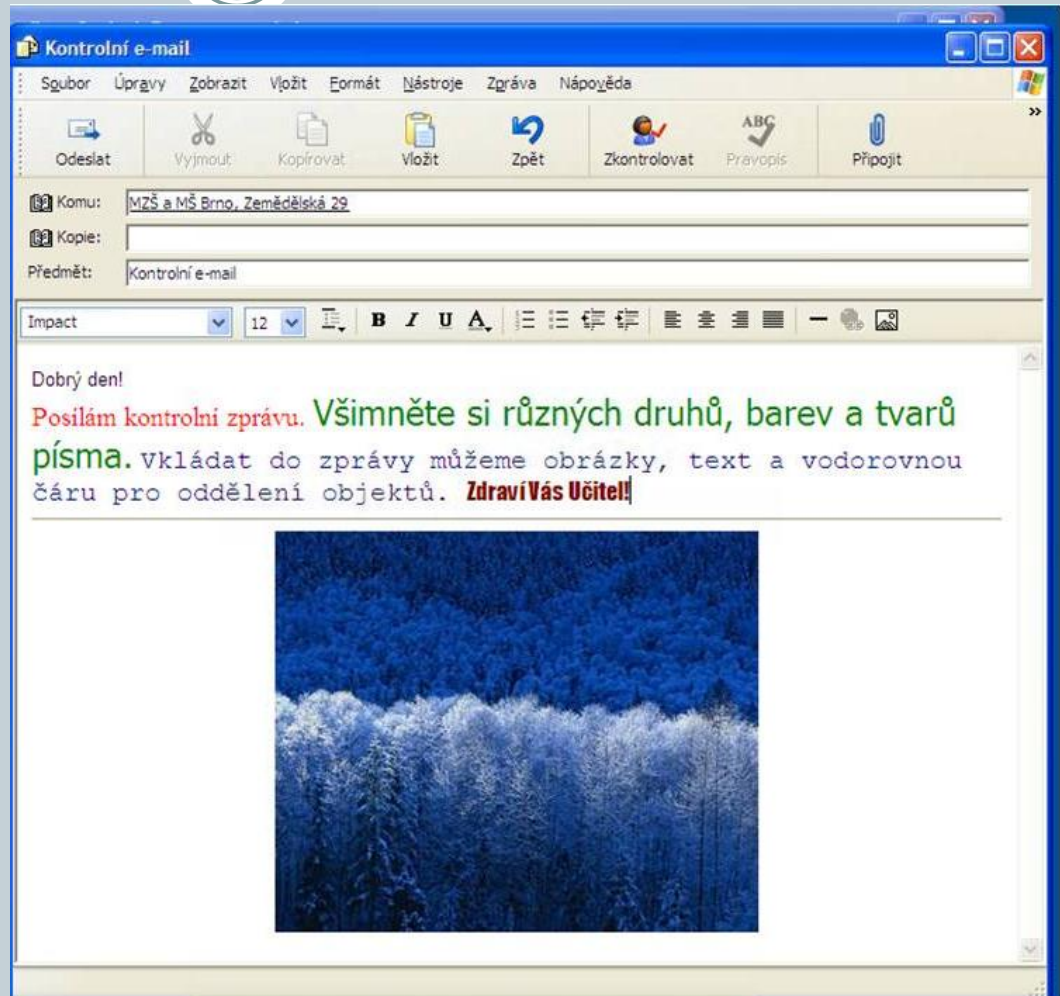 Kontrolní e-mail
Soubor Úpravy Zobrazit Vložit Formát Nástroje Zpráva Nápověda
Odeslat Vyjmout Kopírovat Vložit Zpět Zkontrolovat ABC Pravopis Připojit »
Komu: MZŠ a MŠ Brno, Zemědělská 29
Kopie:
Předmět: Kontrolní e-mail
Impact 12 B I U A
Dobrý den!
Posílám kontrolní zprávu. Všimněte si různých druhů, barev a tvarů
písma. Vkládat do zprávy můžeme obrázky, text a vodorovnou
čáru pro oddělení objektů. Zdraví Vás Učitel!